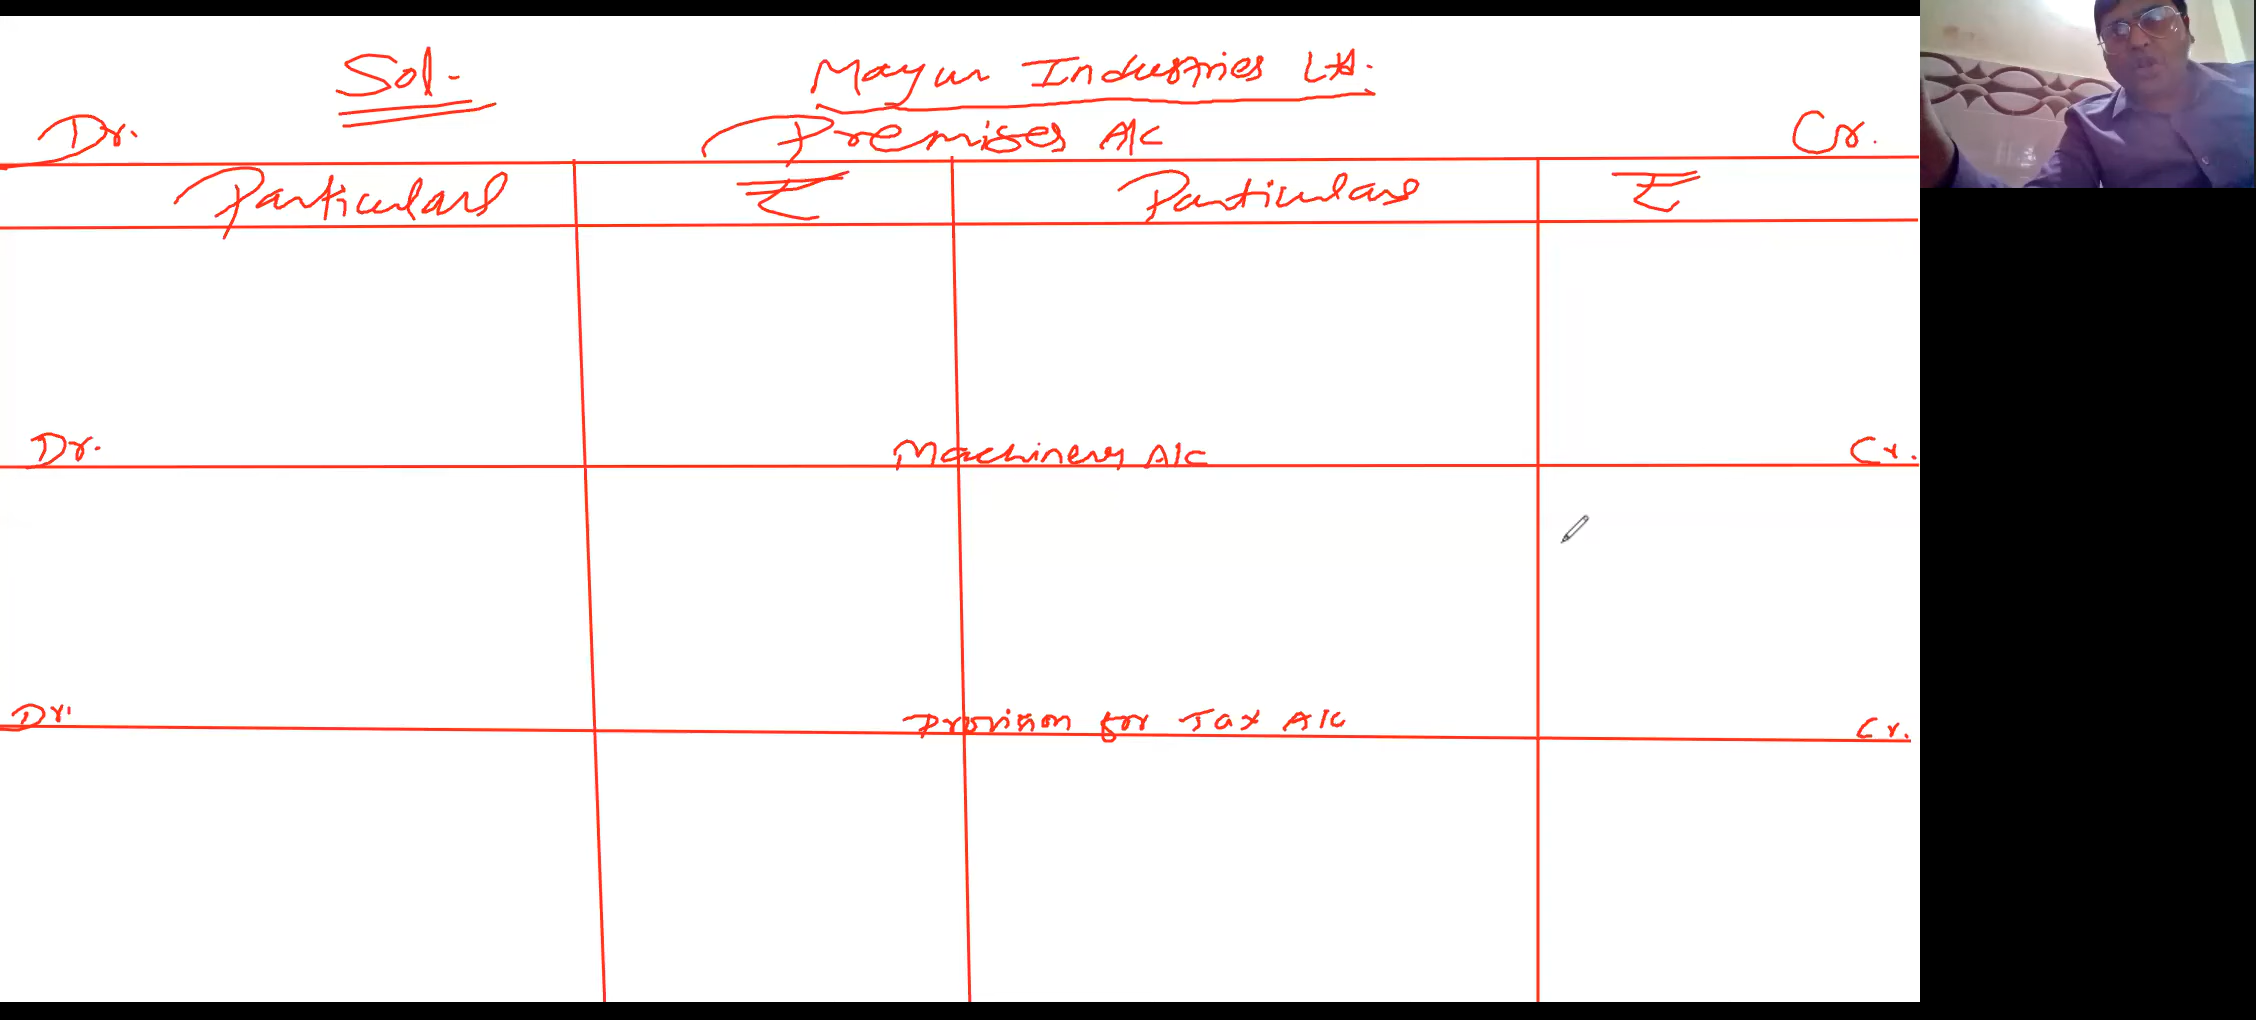 Sol. Mayur Industries Ltd.
Dr. Premises A/c Cr.
Particulars ₹ Particulars ₹
Dr. Machinery A/c Cr.
Dr. Provision for Tax A/c Cr.